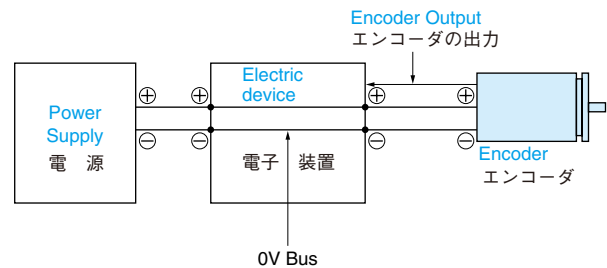 Encoder Output
エンコーダの出力
Electric
device
⊕ ⊕ ⊕ ⊕
Power
Supply
電 源
⊖ ⊖ ⊖ ⊖
電子 装置
Encoder
エンコーダ
0V Bus